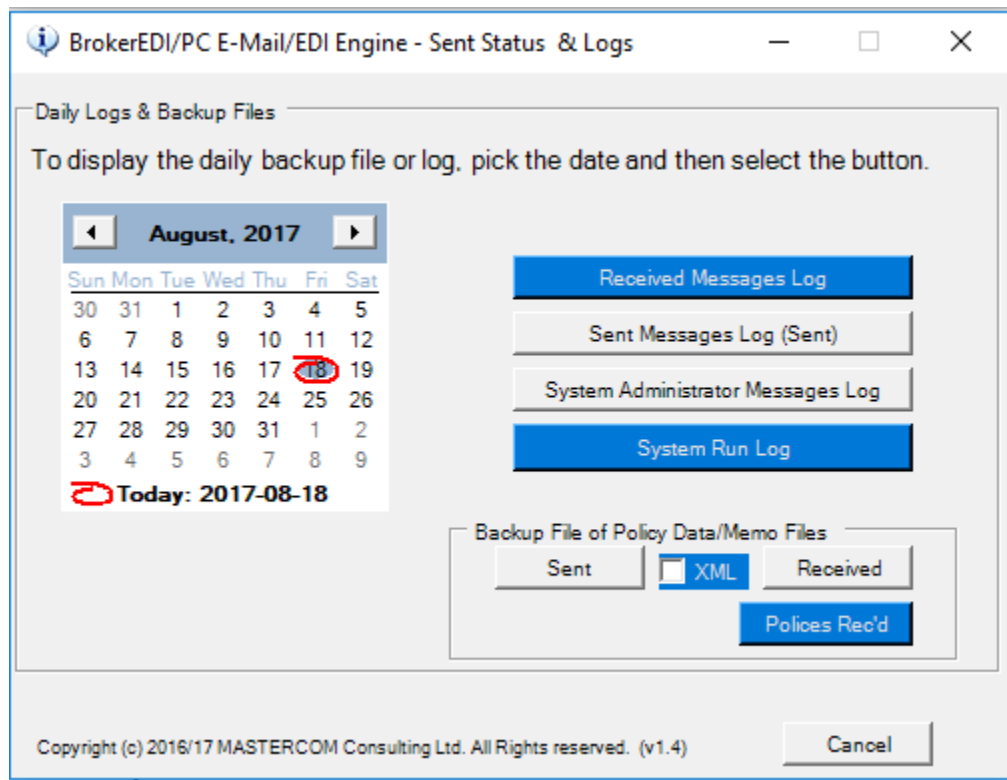 BrokerEDI/PC E-Mail/EDI Engine - Sent Status & Logs
Daily Logs & Backup Files
To display the daily backup file or log, pick the date and then select the button.
August, 2017
Sun Mon Tue Wed Thu Fri Sat
30 31 1 2 3 4 5
6 7 8 9 10 11 12
13 14 15 16 17 18 19
20 21 22 23 24 25 26
27 28 29 30 31 1 2
3 4 5 6 7 8 9
Today: 2017-08-18
Received Messages Log
Sent Messages Log (Sent)
System Administrator Messages Log
System Run Log
Backup File of Policy Data/Memo Files
Sent XML Received
Polices Rec'd
Copyright (c) 2016/17 MASTERCOM Consulting Ltd. All Rights reserved. (v1.4)
Cancel